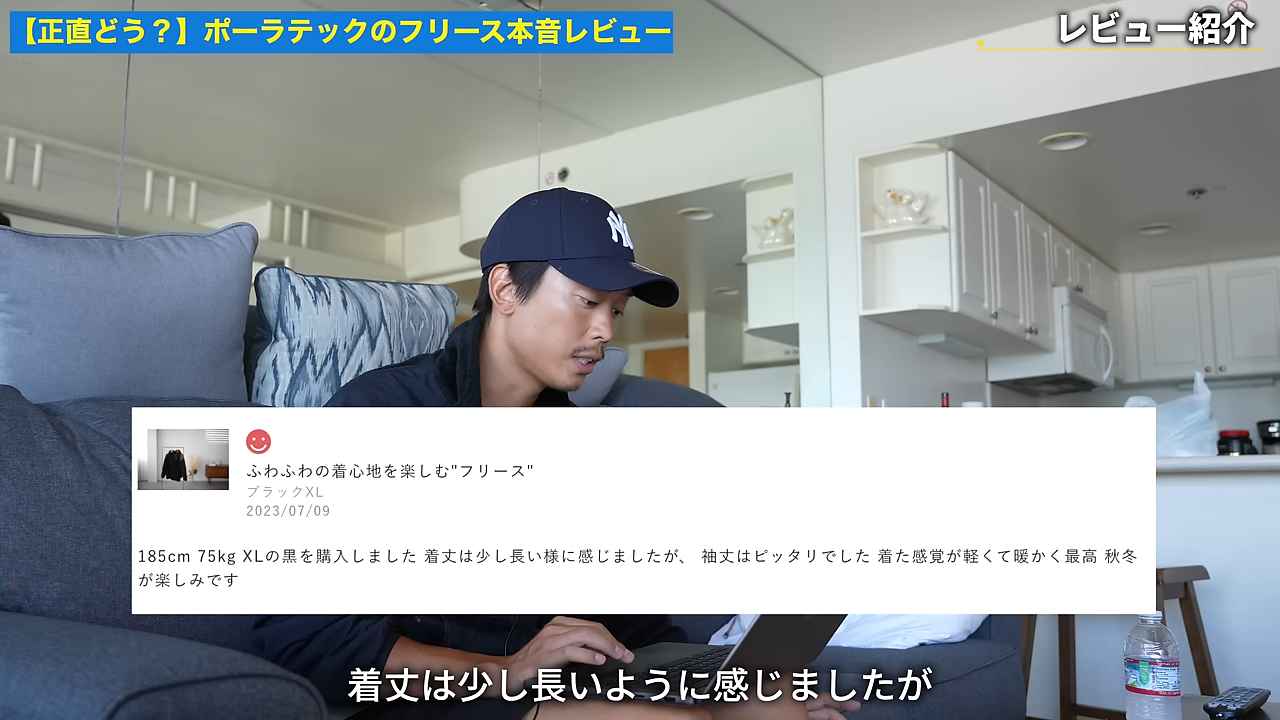 【正直どう？】ポーラテックのフリース本音レビュー
レビュー紹介
NY
ふわふわの着心地を楽しむ"フリース"
ブラックXL
2023/07/09
185cm 75kg XLの黒を購入しました 着丈は少し長い様に感じましたが、 袖丈はピッタリでした 着た感覚が軽くて暖かく最高 秋冬
が楽しみです
着丈は少し長いように感じましたが